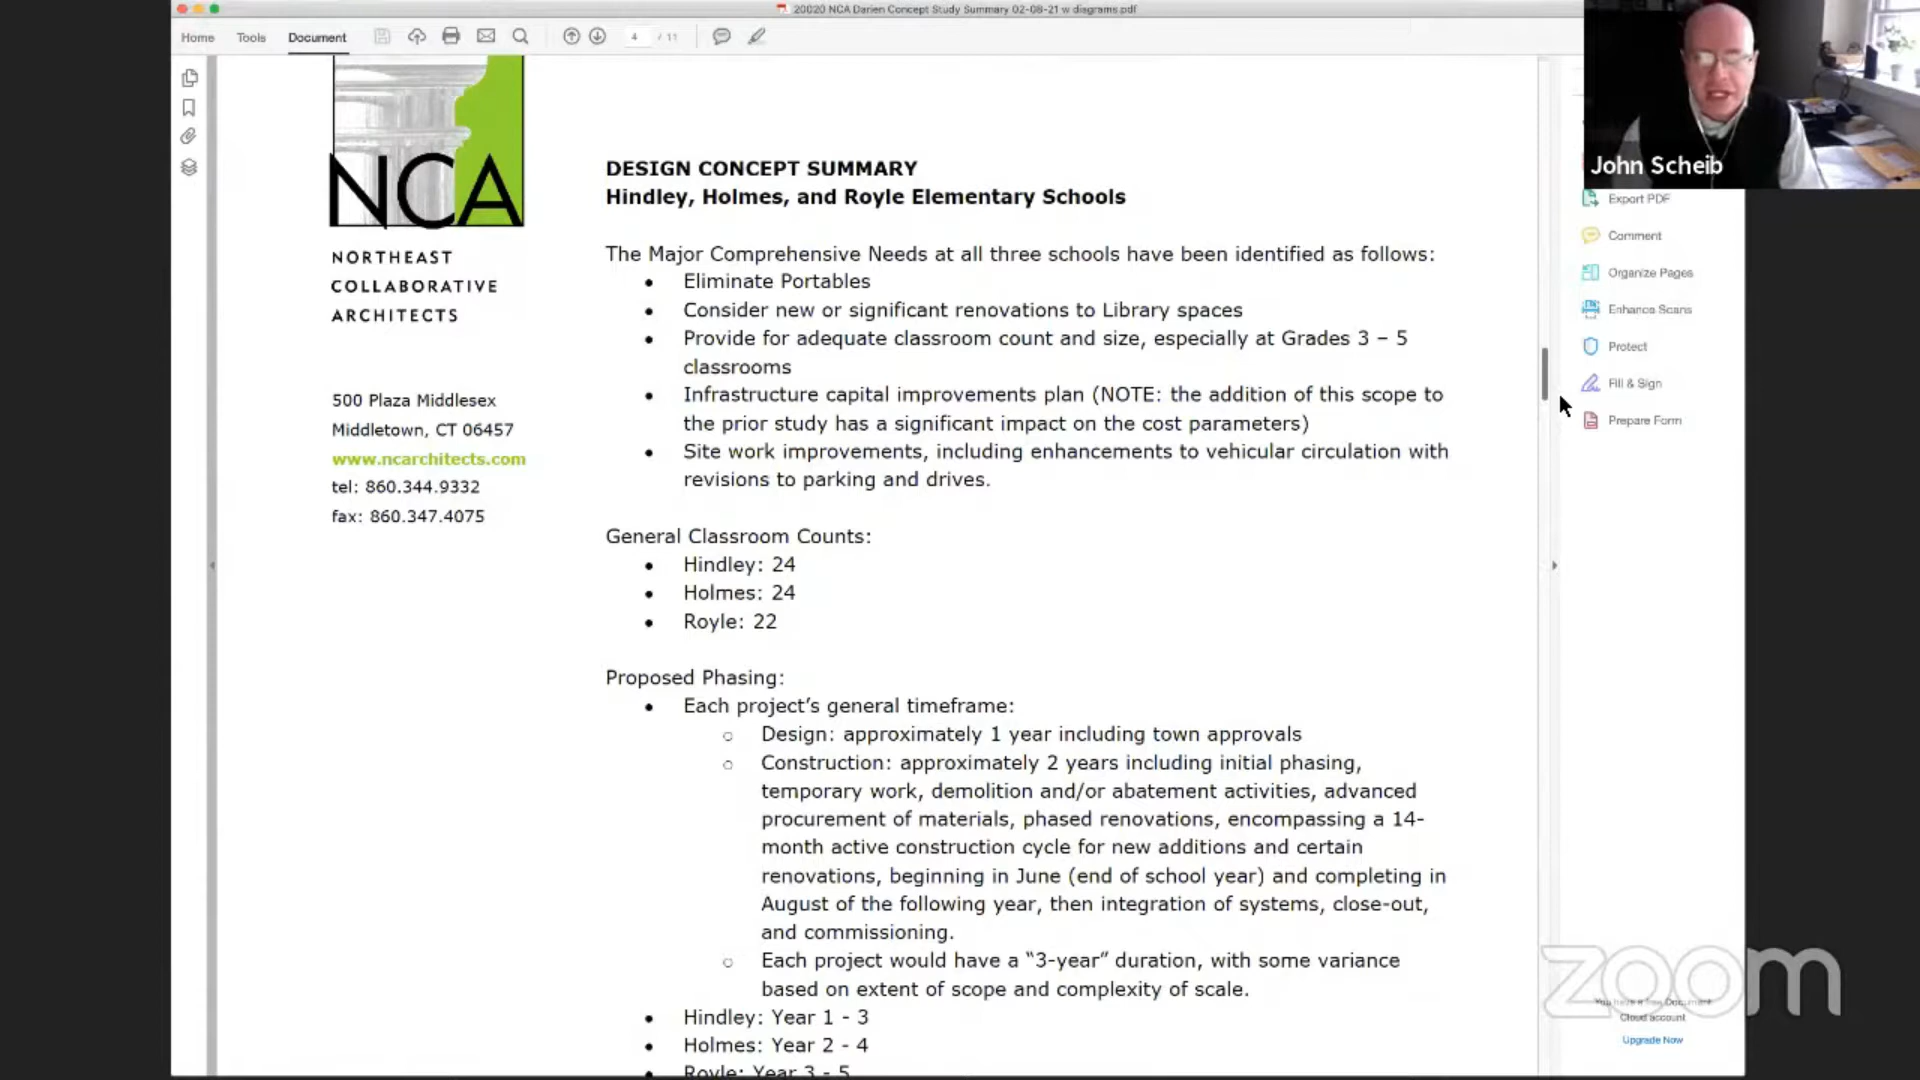 20020 NCA Darien Concept Study Summary 02-08-21 w diagrams.pdf
Home
Tools
Document
4
/ 11
John Scheib
NCA
NORTHEAST
COLLABORATIVE
ARCHITECTS
500 Plaza Middlesex
Middletown, CT 06457
www.ncarchitects.com
tel: 860.344.9332
fax: 860.347.4075
DESIGN CONCEPT SUMMARY
Hindley, Holmes, and Royle Elementary Schools
The Major Comprehensive Needs at all three schools have been identified as follows:
• Eliminate Portables
• Consider new or significant renovations to Library spaces
• Provide for adequate classroom count and size, especially at Grades 3 – 5
classrooms
• Infrastructure capital improvements plan (NOTE: the addition of this scope to
the prior study has a significant impact on the cost parameters)
• Site work improvements, including enhancements to vehicular circulation with
revisions to parking and drives.
General Classroom Counts:
• Hindley: 24
• Holmes: 24
• Royle: 22
Proposed Phasing:
• Each project’s general timeframe:
○ Design: approximately 1 year including town approvals
○ Construction: approximately 2 years including initial phasing,
temporary work, demolition and/or abatement activities, advanced
procurement of materials, phased renovations, encompassing a 14-
month active construction cycle for new additions and certain
renovations, beginning in June (end of school year) and completing in
August of the following year, then integration of systems, close-out,
and commissioning.
○ Each project would have a “3-year” duration, with some variance
based on extent of scope and complexity of scale.
• Hindley: Year 1 - 3
• Holmes: Year 2 - 4
Royle: Year 3 - 5
Export PDF
Comment
Organize Pages
Enhance Scans
Protect
Fill & Sign
Prepare Form
You have a free Document
Cloud account
Upgrade Now
zoom